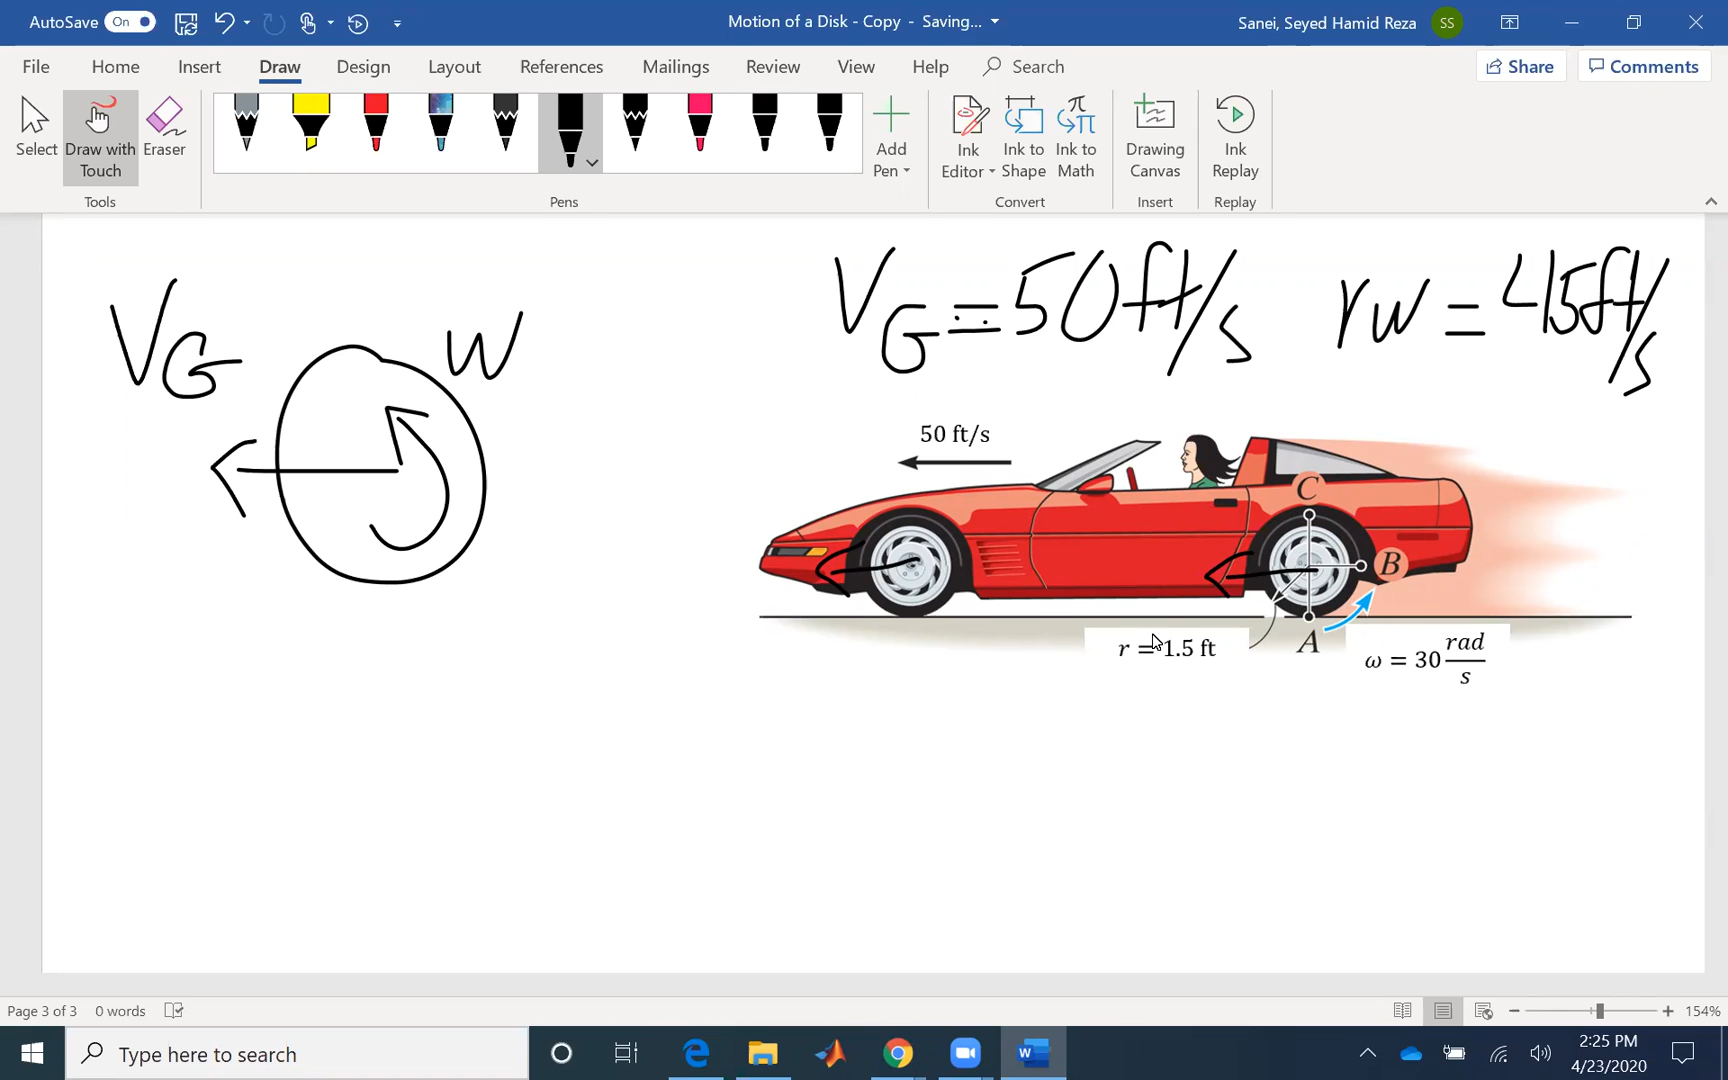 AutoSave On Motion of a Disk - Copy - Saving... Sanei, Seyed Hamid Reza SS
File Home Insert Draw Design Layout References Mailings Review View Help Search Share Comments
Select Draw with Touch Eraser Add Pen Ink Editor Ink to Shape Ink to Math Drawing Canvas Ink Replay
Tools Pens Convert Insert Replay
VG = 50ft/s rw = 45ft/s
VG w
50 ft/s
C
B
A
r = 1.5 ft
ω = 30 rad/s
Page 3 of 3 0 words 154%
Type here to search 2:25 PM
4/23/2020